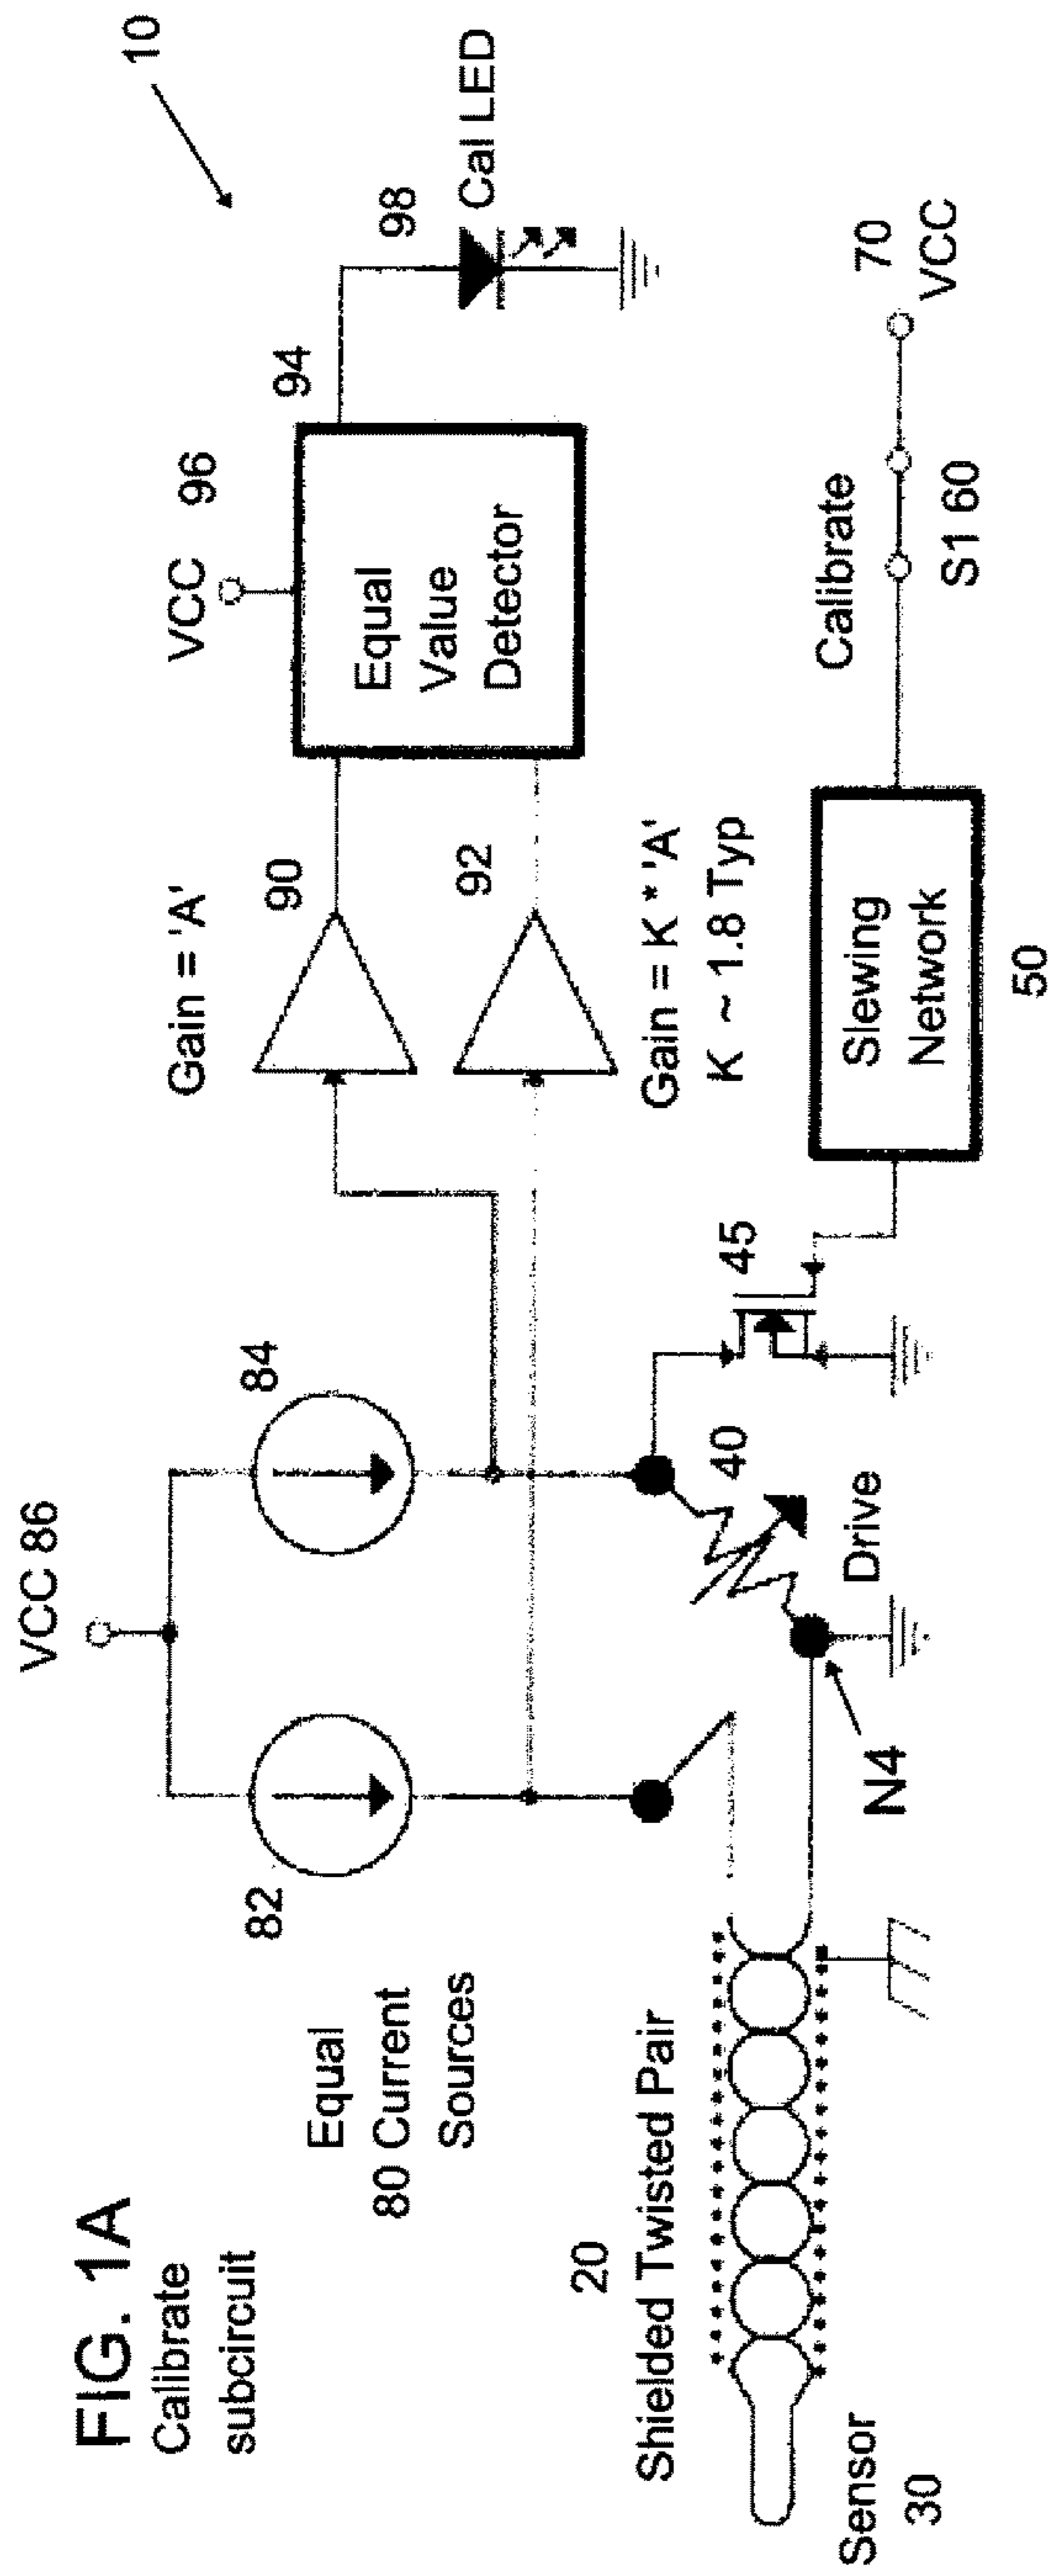 FIG. 1A
Calibrate
subcircuit
VCC 86
10
82
84
Equal
80 Current
Sources
Gain = 'A'
90
92
Gain = K * 'A'
K ~ 1.8 Typ
VCC 96
Equal
Value
Detector
94
98
Cal LED
20
Shielded Twisted Pair
Sensor
30
N4
Drive
40
45
Slewing
Network
50
Calibrate
S1 60
70
VCC